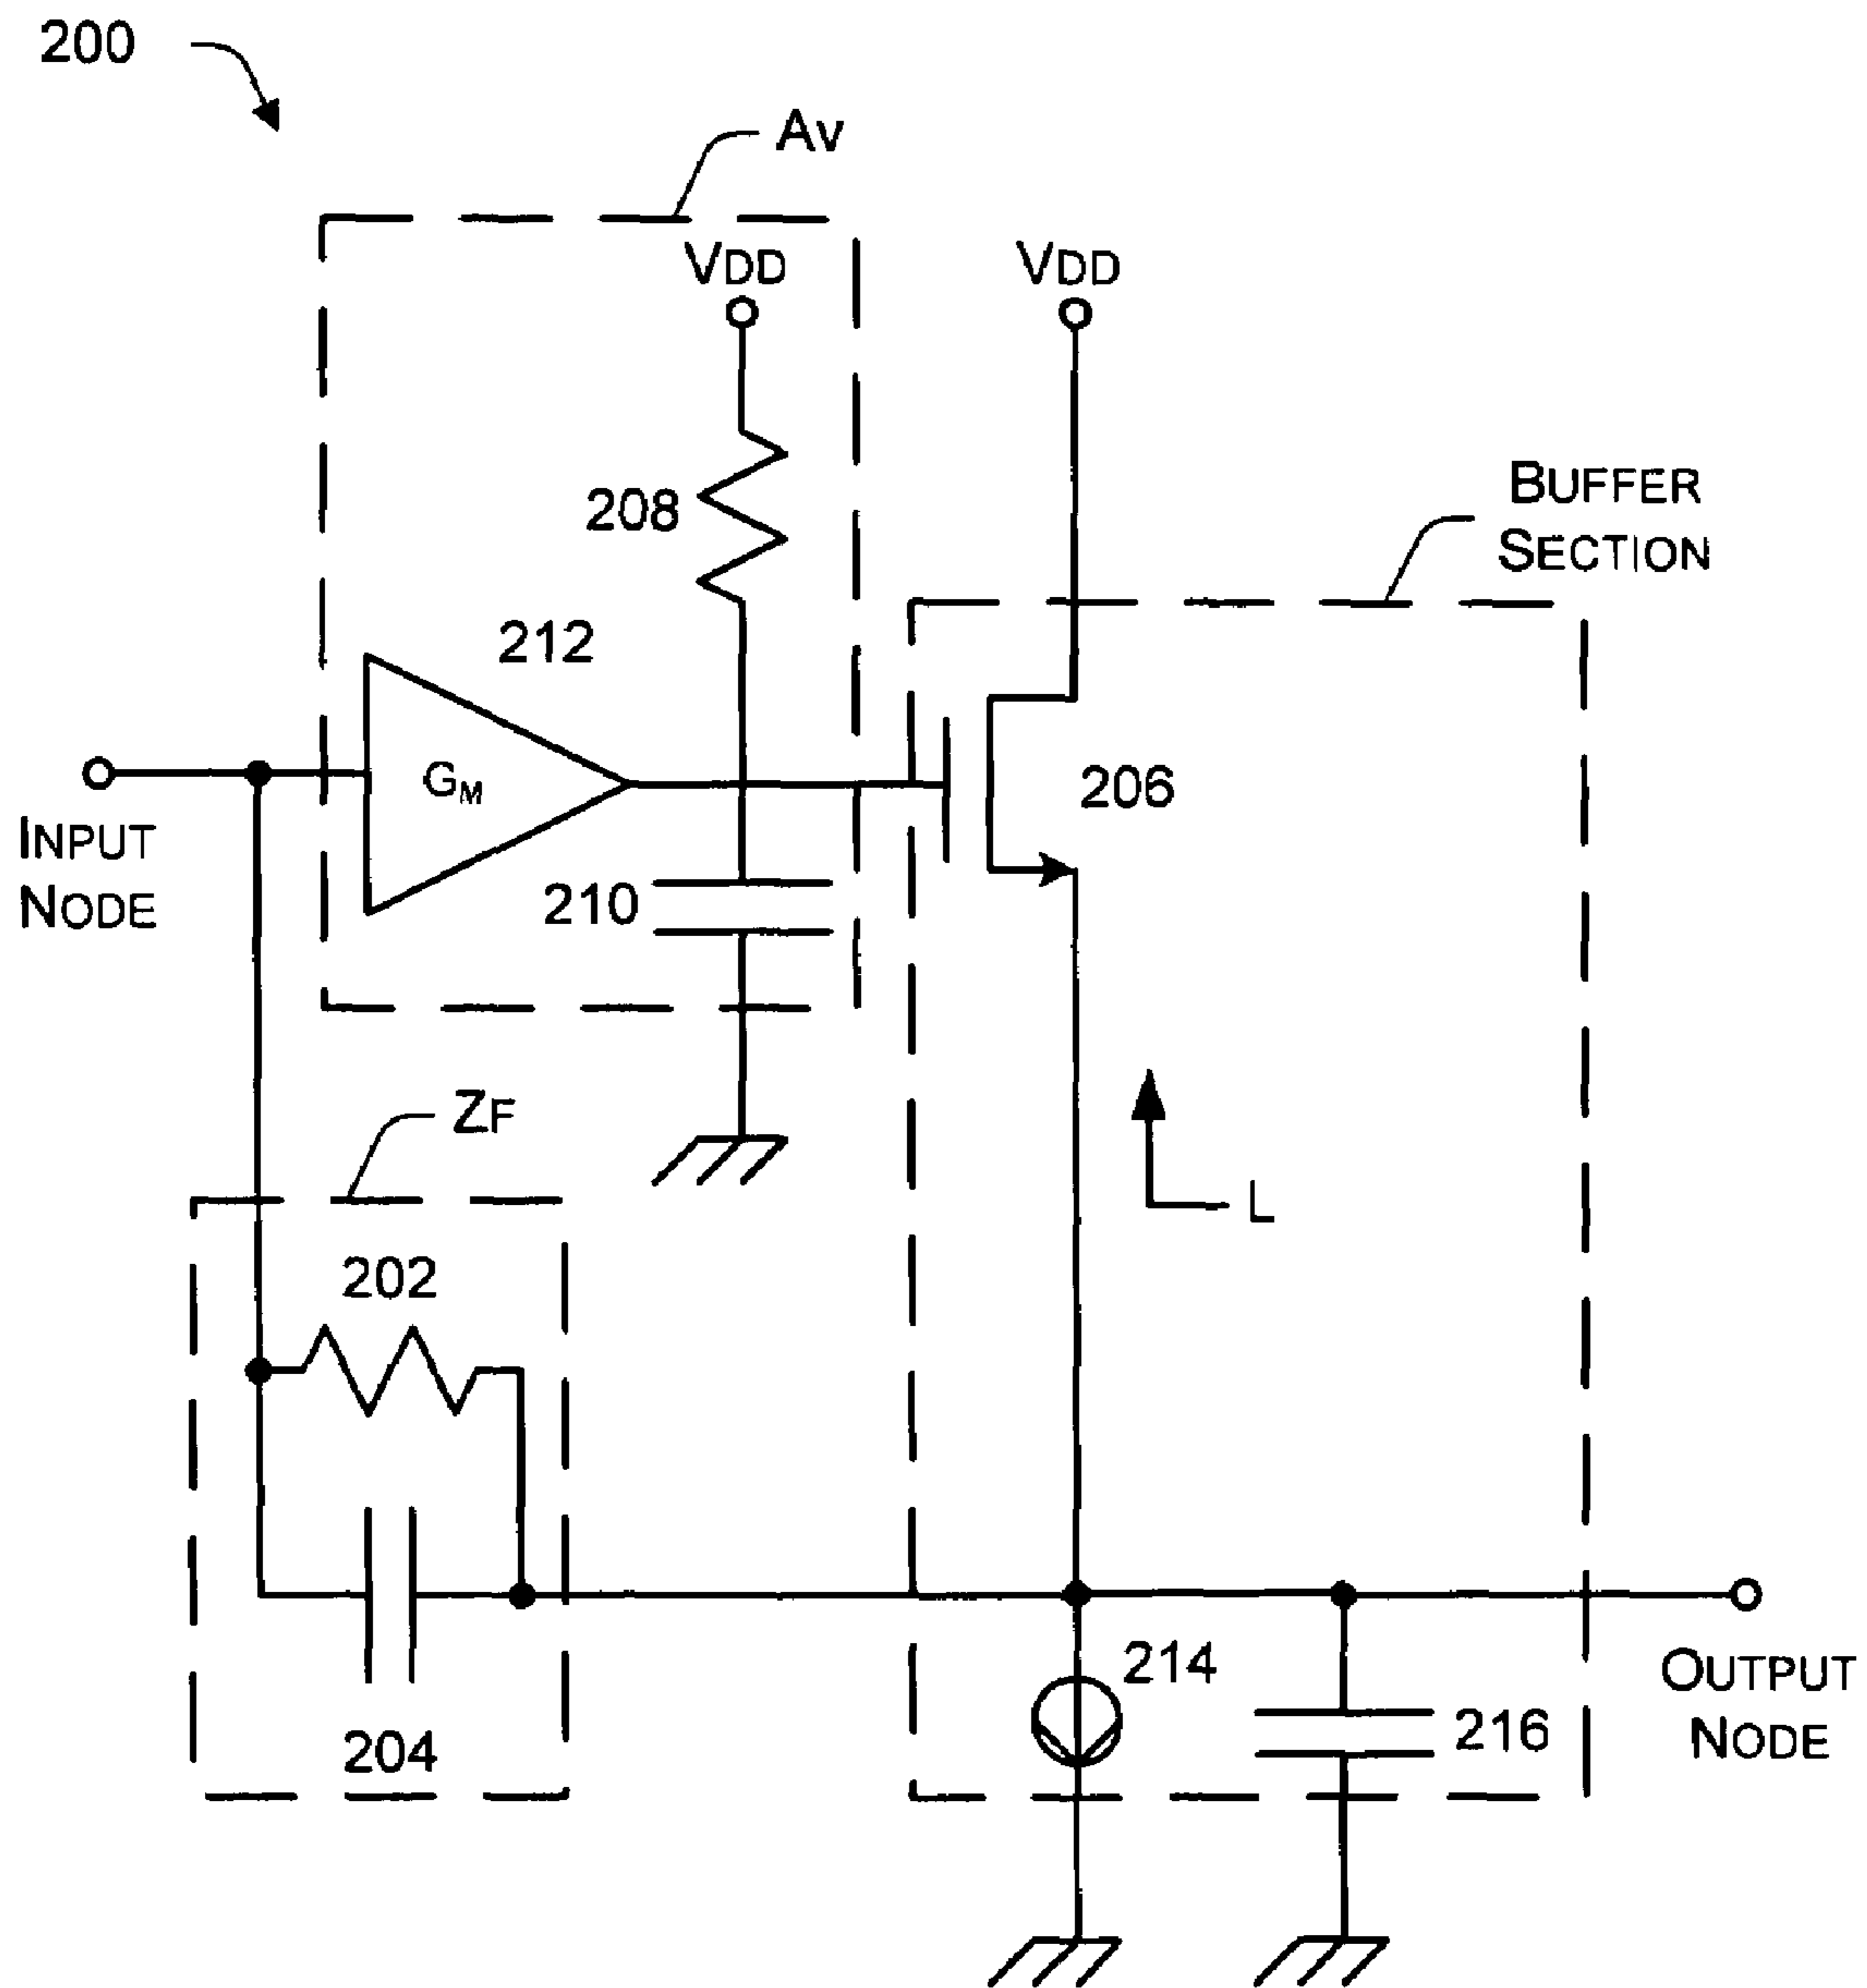 200
AV
VDD
VDD
208
BUFFER
SECTION
212
GM
206
INPUT
NODE
210
ZF
L
202
214
OUTPUT
NODE
216
204